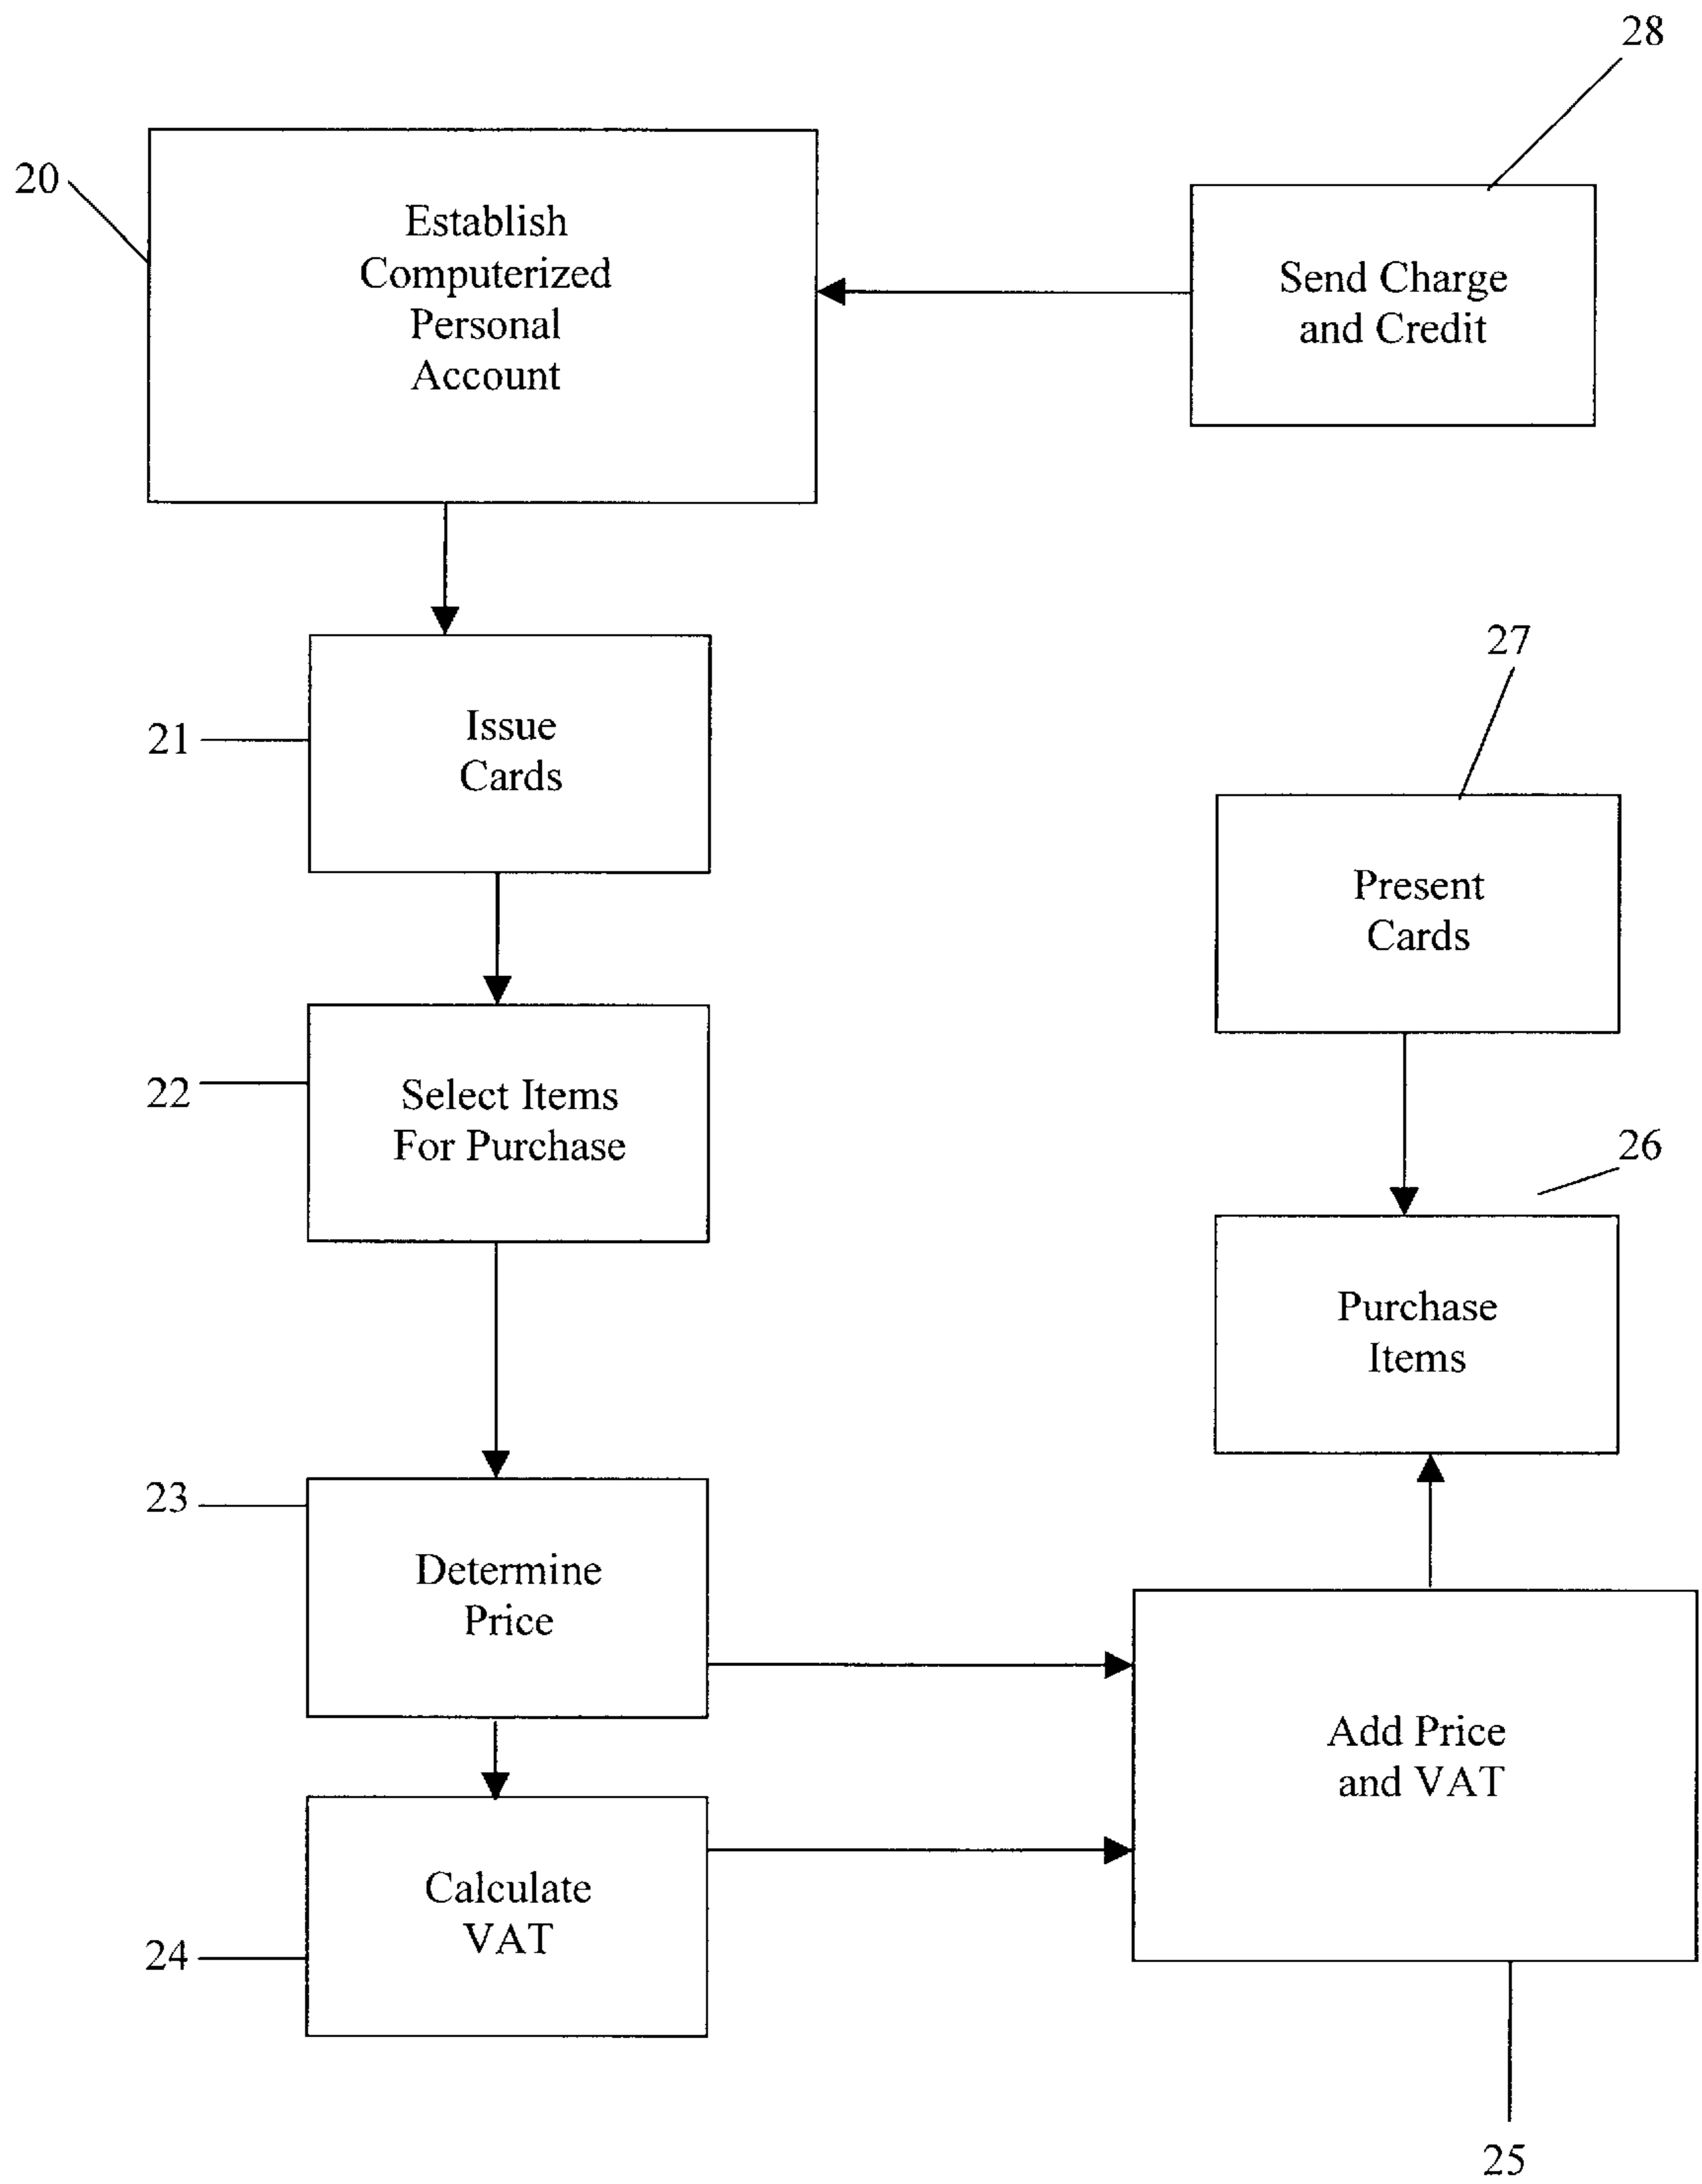 28
20
Establish
Computerized
Personal
Account
Send Charge
and Credit
21
Issue
Cards
27
Present
Cards
22
Select Items
For Purchase
26
Purchase
Items
23
Determine
Price
Add Price
and VAT
24
Calculate
VAT
25